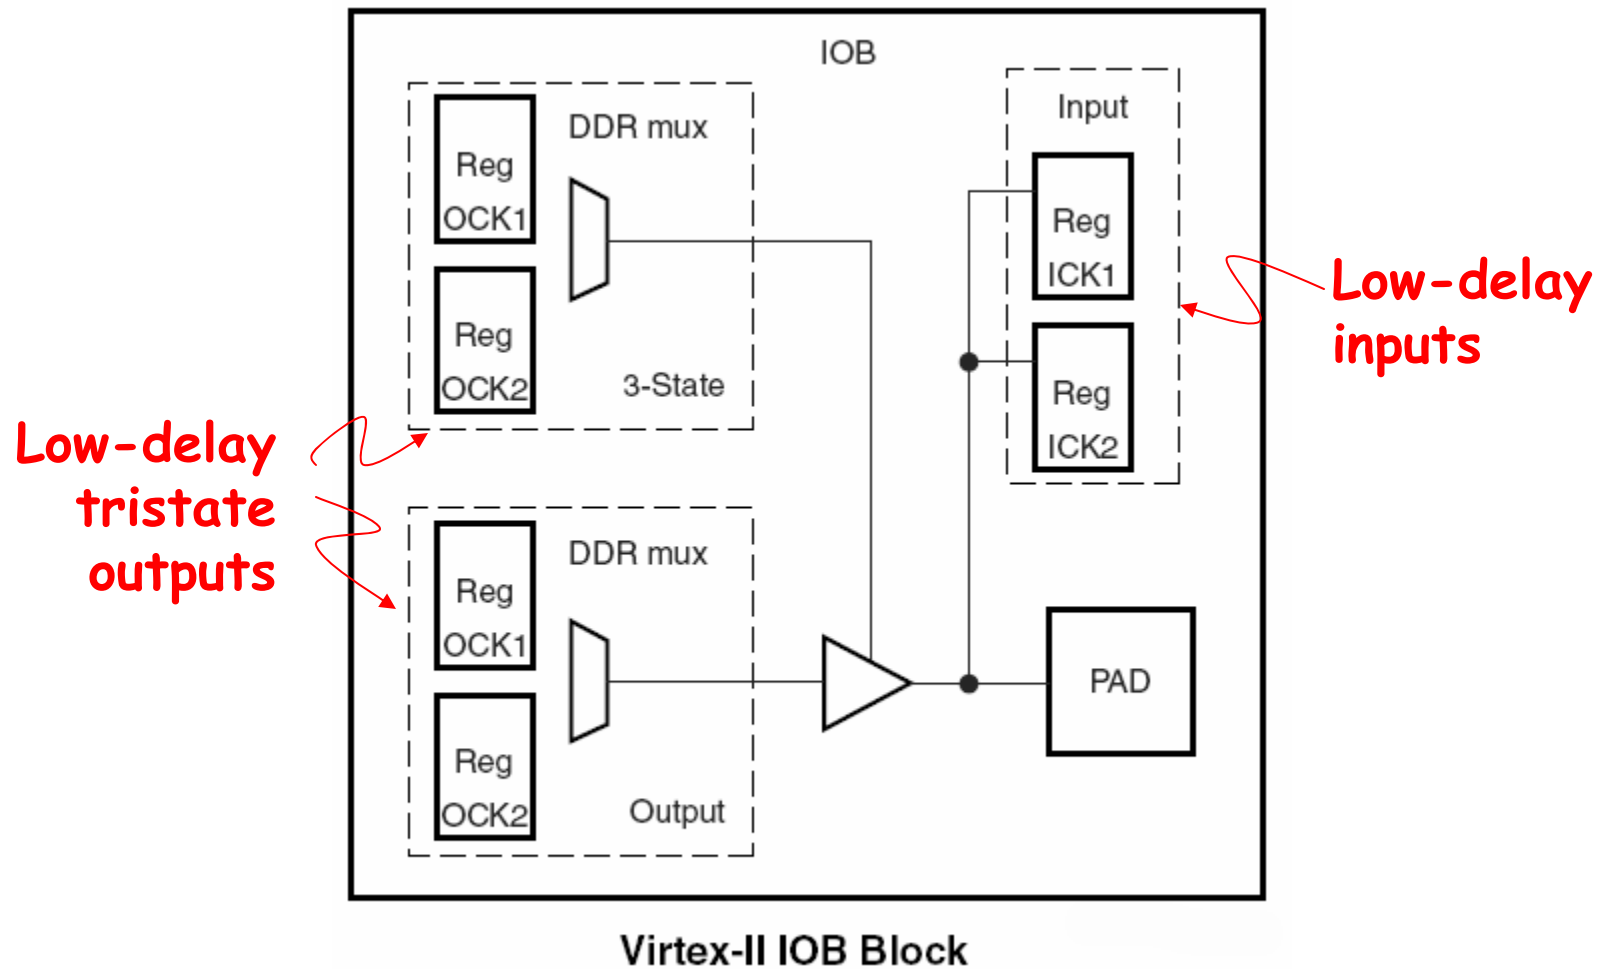 IOB
DDR mux
Reg
OCK1
Reg
OCK2
3-State
Input
Reg
ICK1
Reg
ICK2
Low-delay
inputs
Low-delay
tristate
outputs
DDR mux
Reg
OCK1
Reg
OCK2
Output
PAD
Virtex-II IOB Block